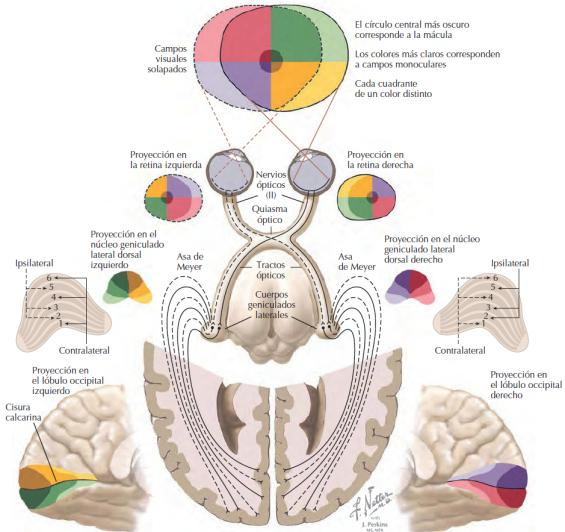 El círculo central más oscuro
corresponde a la mácula
Los colores más claros corresponden
a campos monoculares
Cada cuadrante
de un color distinto
Campos
visuales
solapados
Proyección en
la retina izquierda
Nervios
ópticos
(II)
Proyección en
la retina derecha
Quiasma
óptico
Proyección en el
núcleo geniculado
lateral dorsal
izquierdo
Asa de
Meyer
Tractos
ópticos
Asa
de Meyer
Proyección en el núcleo
geniculado lateral
dorsal derecho
Ipsilateral
6
5
4
3
2
1
Contralateral
Cuerpos
geniculados
laterales
Ipsilateral
6
5
4
3
2
1
Contralateral
Proyección en
el lóbulo occipital
izquierdo
Cisura
calcarina
Proyección en
el lóbulo occipital
derecho
F. Netter
M.D.
J. Perkins
MS, MFA